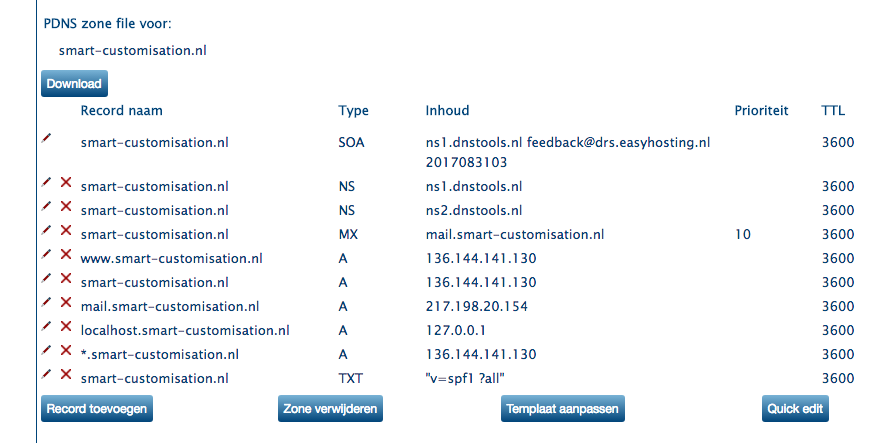 PDNS zone file voor:
smart-customisation.nl
Download
Record naam Type Inhoud Prioriteit TTL
smart-customisation.nl SOA ns1.dnstools.nl feedback@drs.easyhosting.nl 3600
2017083103
smart-customisation.nl NS ns1.dnstools.nl 3600
smart-customisation.nl NS ns2.dnstools.nl 3600
smart-customisation.nl MX mail.smart-customisation.nl 10 3600
www.smart-customisation.nl A 136.144.141.130 3600
smart-customisation.nl A 136.144.141.130 3600
mail.smart-customisation.nl A 217.198.20.154 3600
localhost.smart-customisation.nl A 127.0.0.1 3600
*.smart-customisation.nl A 136.144.141.130 3600
smart-customisation.nl TXT "v=spf1 ?all" 3600
Record toevoegen Zone verwijderen Templaat aanpassen Quick edit